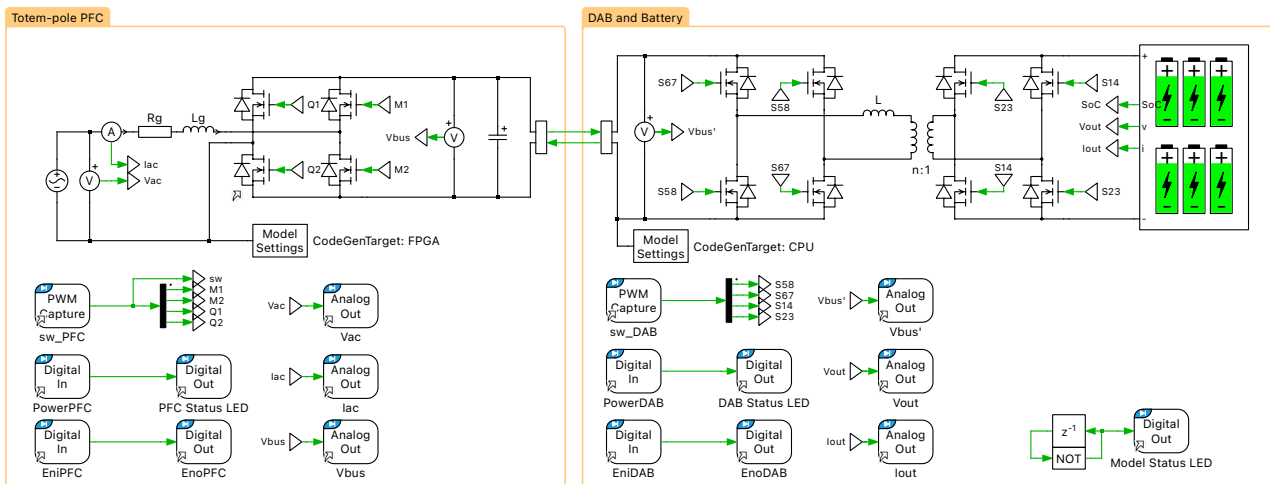 Totem-pole PFC
Rg
Lg
A
V
Iac
Vac
Q1
M1
Q2
M2
Vbus
V
+
+
+
Model
Settings
CodeGenTarget: FPGA
PWM
Capture
sw_PFC
sw
M1
M2
Q1
Q2
Vac
Analog
Out
Vac
Digital
In
PowerPFC
Digital
Out
PFC Status LED
Iac
Analog
Out
Iac
Digital
In
EniPFC
Digital
Out
EnoPFC
Vbus
Analog
Out
Vbus
DAB and Battery
V
+
Vbus'
S67
S58
S58
S67
L
n:1
S23
S14
S14
S23
SoC
Vout
Iout
+
SoC
v
i
-
+ + +
- - -
+ + +
- - -
Model
Settings
CodeGenTarget: CPU
PWM
Capture
sw_DAB
S58
S67
S14
S23
Vbus'
Analog
Out
Vbus'
Digital
In
PowerDAB
Digital
Out
DAB Status LED
Vout
Analog
Out
Vout
Digital
In
EniDAB
Digital
Out
EnoDAB
Iout
Analog
Out
Iout
z⁻¹
NOT
Digital
Out
Model Status LED